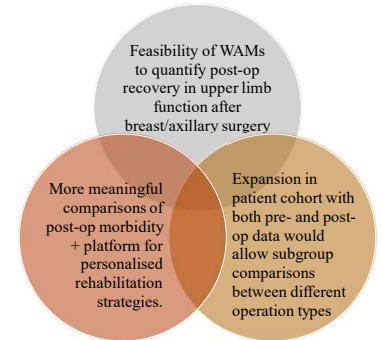 Feasibility of WAMs
to quantify post-op
recovery in upper limb
function after
breast/axillary surgery
More meaningful
comparisons of
post-op morbidity
+ platform for
personalised
rehabilitation
strategies.
Expansion in
patient cohort with
both pre- and post-
op data would
allow subgroup
comparisons
between different
operation types